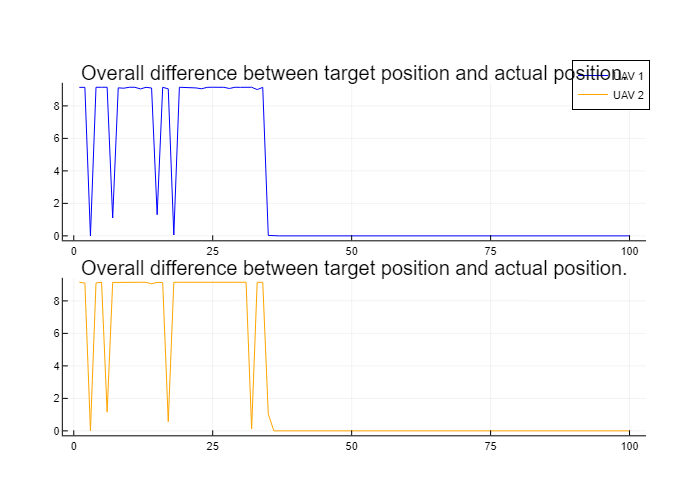 Overall difference between target position and actual position.
UAV 1
UAV 2
8
6
4
2
0
0 25 50 75 100
Overall difference between target position and actual position.
8
6
4
2
0
0 25 50 75 100